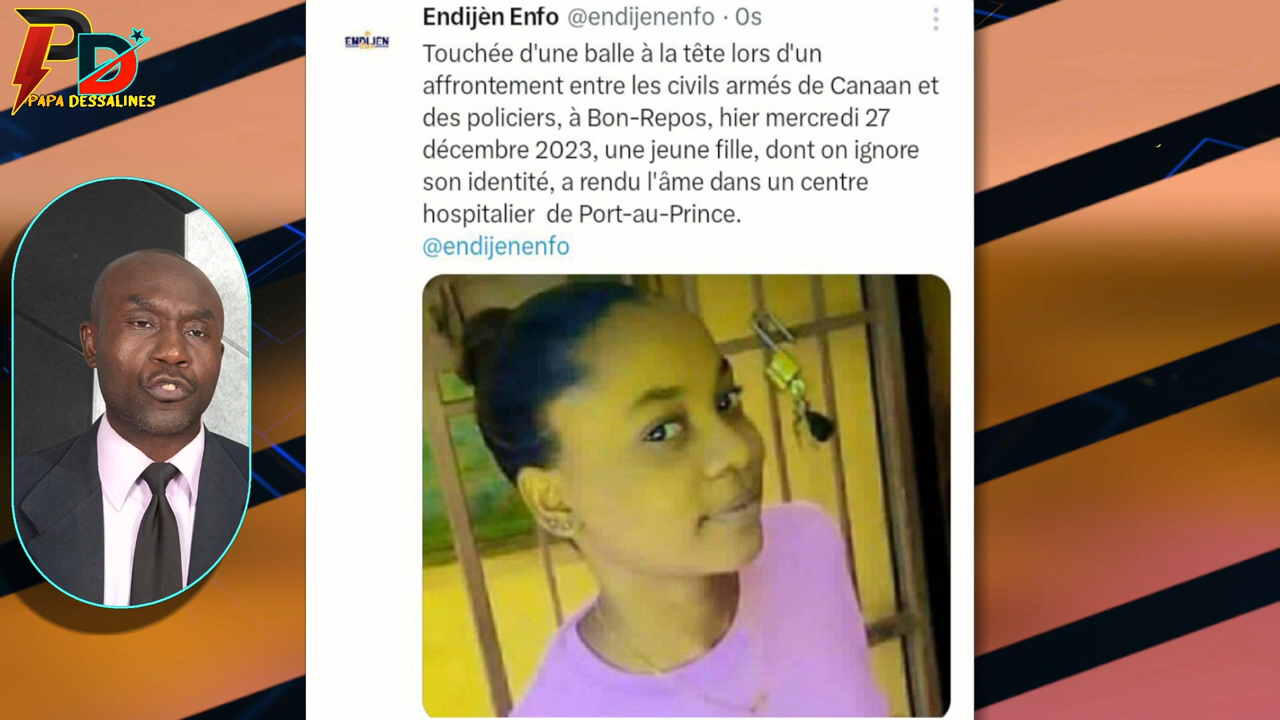 PD
PAPA DESSALINES
ENDIJÈN
Endijèn Enfo @endijenenfo · 0s
Touchée d'une balle à la tête lors d'un
affrontement entre les civils armés de Canaan et
des policiers, à Bon-Repos, hier mercredi 27
décembre 2023, une jeune fille, dont on ignore
son identité, a rendu l'âme dans un centre
hospitalier  de Port-au-Prince.
@endijenenfo